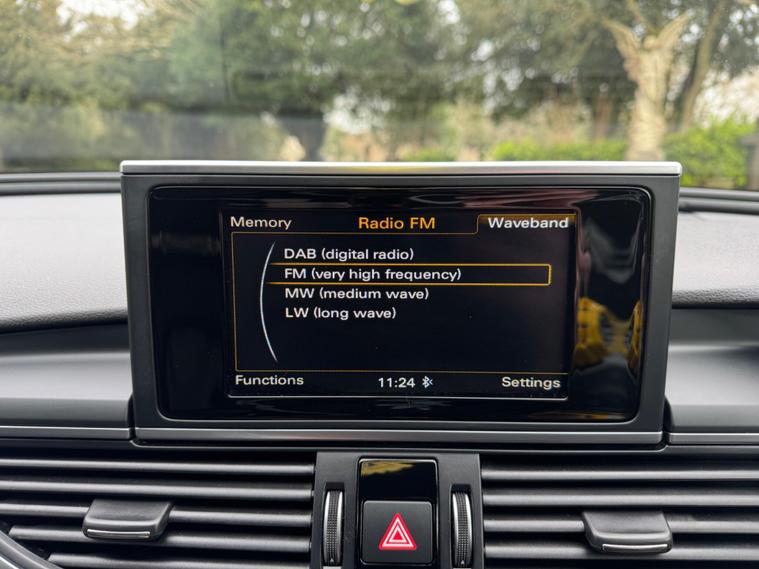 Memory Radio FM Waveband
DAB (digital radio)
FM (very high frequency)
MW (medium wave)
LW (long wave)
Functions 11:24 Settings